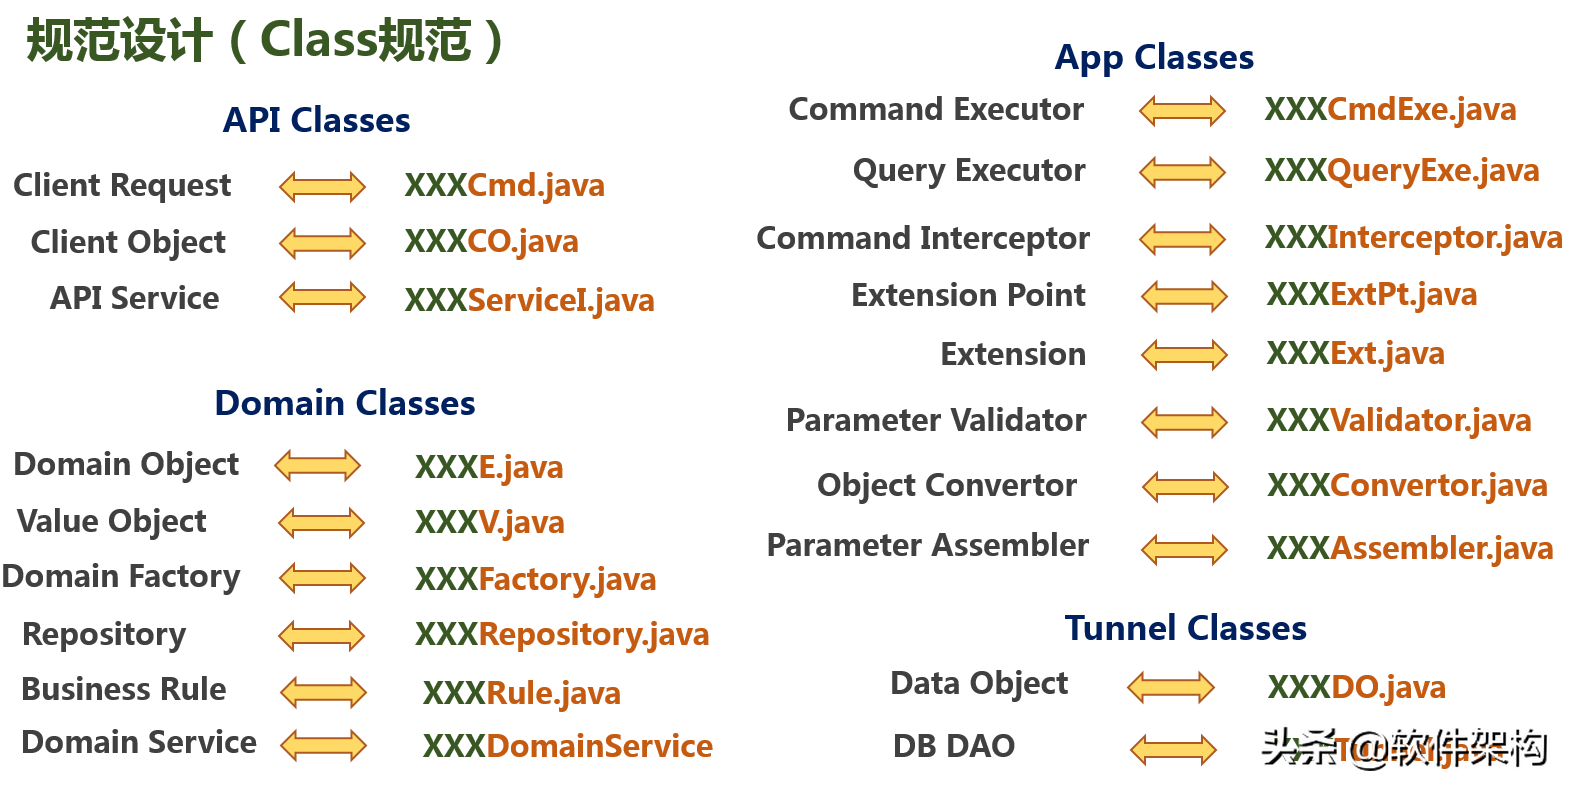 规范设计（Class规范）
API Classes
Client Request XXXCmd.java
Client Object XXXCO.java
API Service XXXServiceI.java
Domain Classes
Domain Object XXXE.java
Value Object XXXV.java
Domain Factory XXXFactory.java
Repository XXXRepository.java
Business Rule XXXRule.java
Domain Service XXXDomainService
App Classes
Command Executor XXXCmdExe.java
Query Executor XXXQueryExe.java
Command Interceptor XXXInterceptor.java
Extension Point XXXExtPt.java
Extension XXXExt.java
Parameter Validator XXXValidator.java
Object Convertor XXXConvertor.java
Parameter Assembler XXXAssembler.java
Tunnel Classes
Data Object XXXDO.java
DB DAO
头条 @软件架构